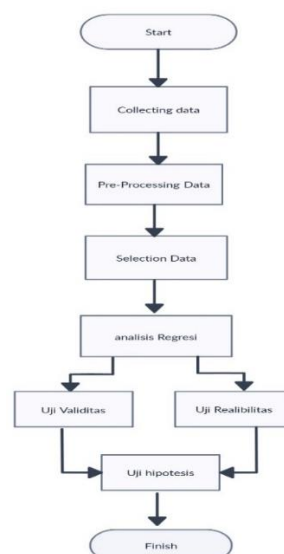 Start
Collecting data
Pre-Processing Data
Selection Data
analisis Regresi
Uji Validitas
Uji Realibilitas
Uji hipotesis
Finish